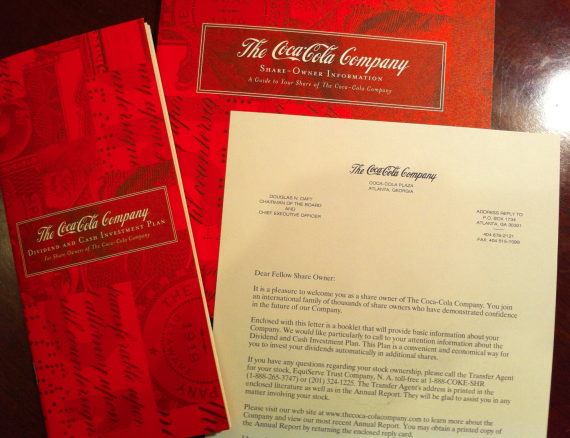 The Coca-Cola Company
SHARE-OWNER INFORMATION
A Guide to Your Share of The Coca-Cola Company
The Coca-Cola Company
DIVIDEND AND CASH INVESTMENT PLAN
For Share Owners of The Coca-Cola Company
The Coca-Cola Company
COCA-COLA PLAZA
ATLANTA, GEORGIA
DOUGLAS N. DAFT
CHAIRMAN OF THE BOARD
AND
CHIEF EXECUTIVE OFFICER
ADDRESS REPLY TO
P.O. BOX 1734
ATLANTA, GA 30301
404 676-2121
FAX: 404 515-7099
Dear Fellow Share Owner:
It is a pleasure to welcome you as a share owner of The Coca-Cola Company. You join
an international family of thousands of share owners who have demonstrated confidence
in the future of our Company.
Enclosed with this letter is a booklet that will provide basic information about your
Company. We would like particularly to call to your attention information about the
Dividend and Cash Investment Plan. This Plan is a convenient and economical way for
you to invest your dividends automatically in additional shares.
If you have any questions regarding your stock ownership, please call the Transfer Agent
for your stock, EquiServe Trust Company, N. A. toll-free at 1-888-COKE-SHR
(1-888-265-3747) or (201) 324-1225. The Transfer Agent's address is printed in the
enclosed literature as well as in the Annual Report. They will be glad to assist you in any
matter involving your stock.
Please visit our web site at www.thecoca-colacompany.com to learn more about the
Company and view our most recent Annual Report. You may obtain a printed copy of
the Annual Report by returning the enclosed reply card.